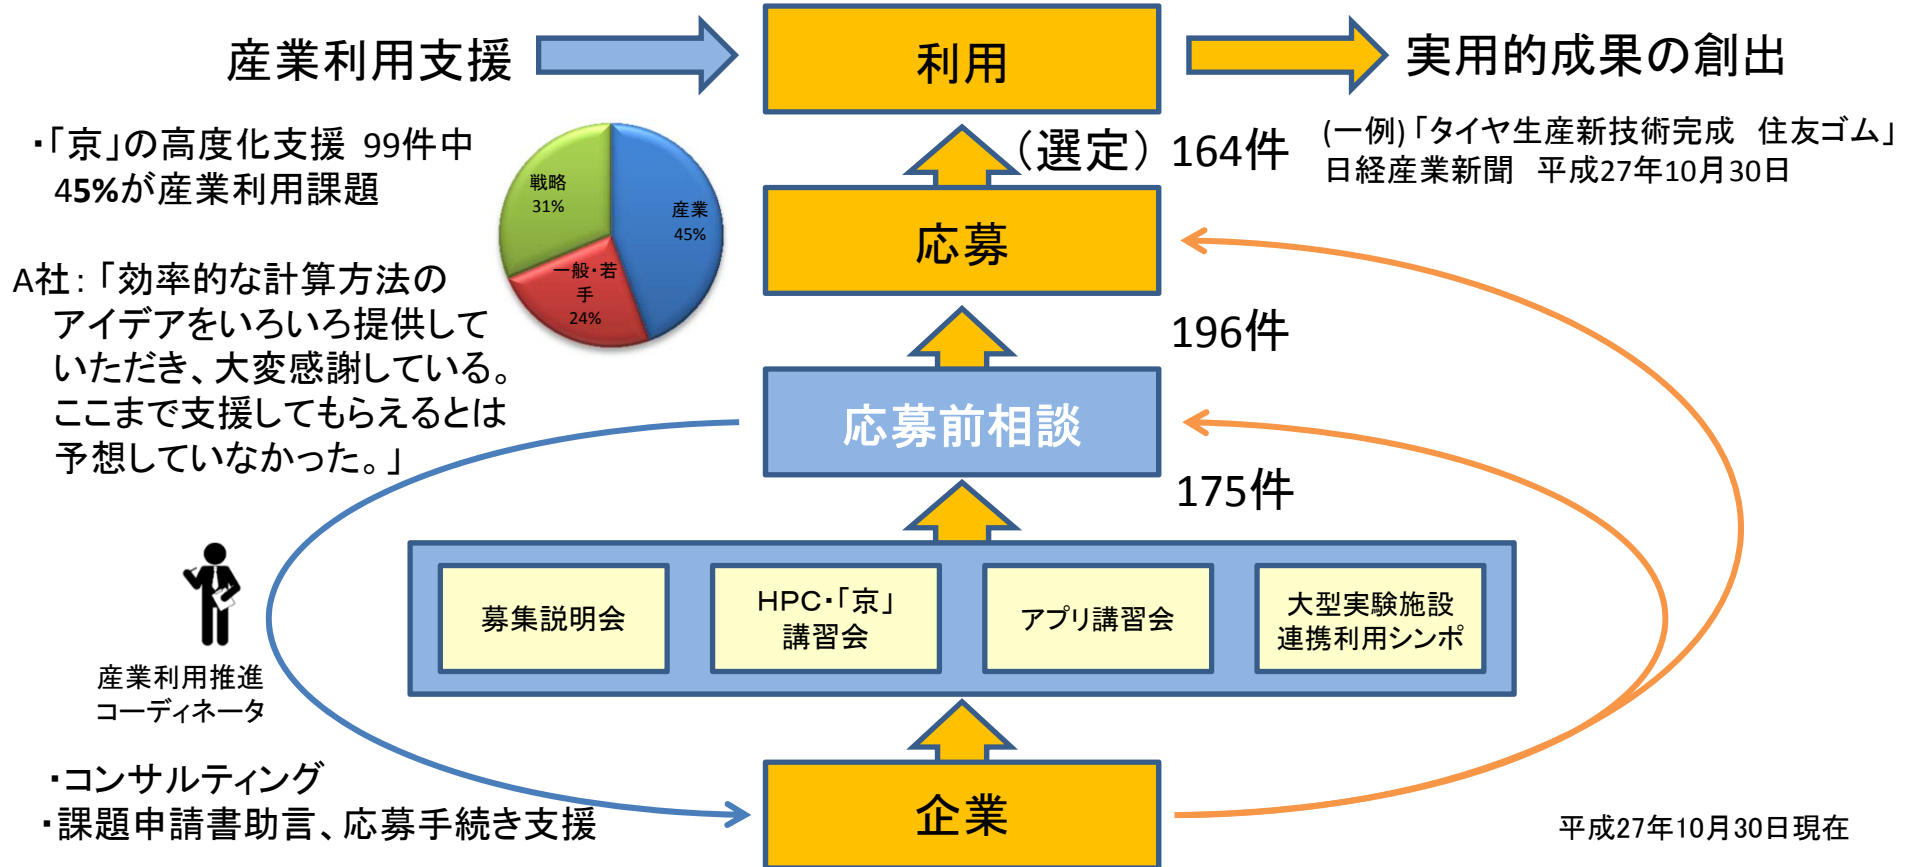 産業利用支援
利用
実用的成果の創出
・「京」の高度化支援 99件中
45%が産業利用課題
戦略
31%
産業
45%
一般・若
手
24%
（選定）164件
(一例)「タイヤ生産新技術完成 住友ゴム」
日経産業新聞 平成27年10月30日
応募
A社：「効率的な計算方法の
アイデアをいろいろ提供して
いただき、大変感謝している。
ここまで支援してもらえるとは
予想していなかった。」
196件
応募前相談
175件
募集説明会
HPC・「京」
講習会
アプリ講習会
大型実験施設
連携利用シンポ
産業利用推進
コーディネータ
・コンサルティング
・課題申請書助言、応募手続き支援
企業
平成27年10月30日現在